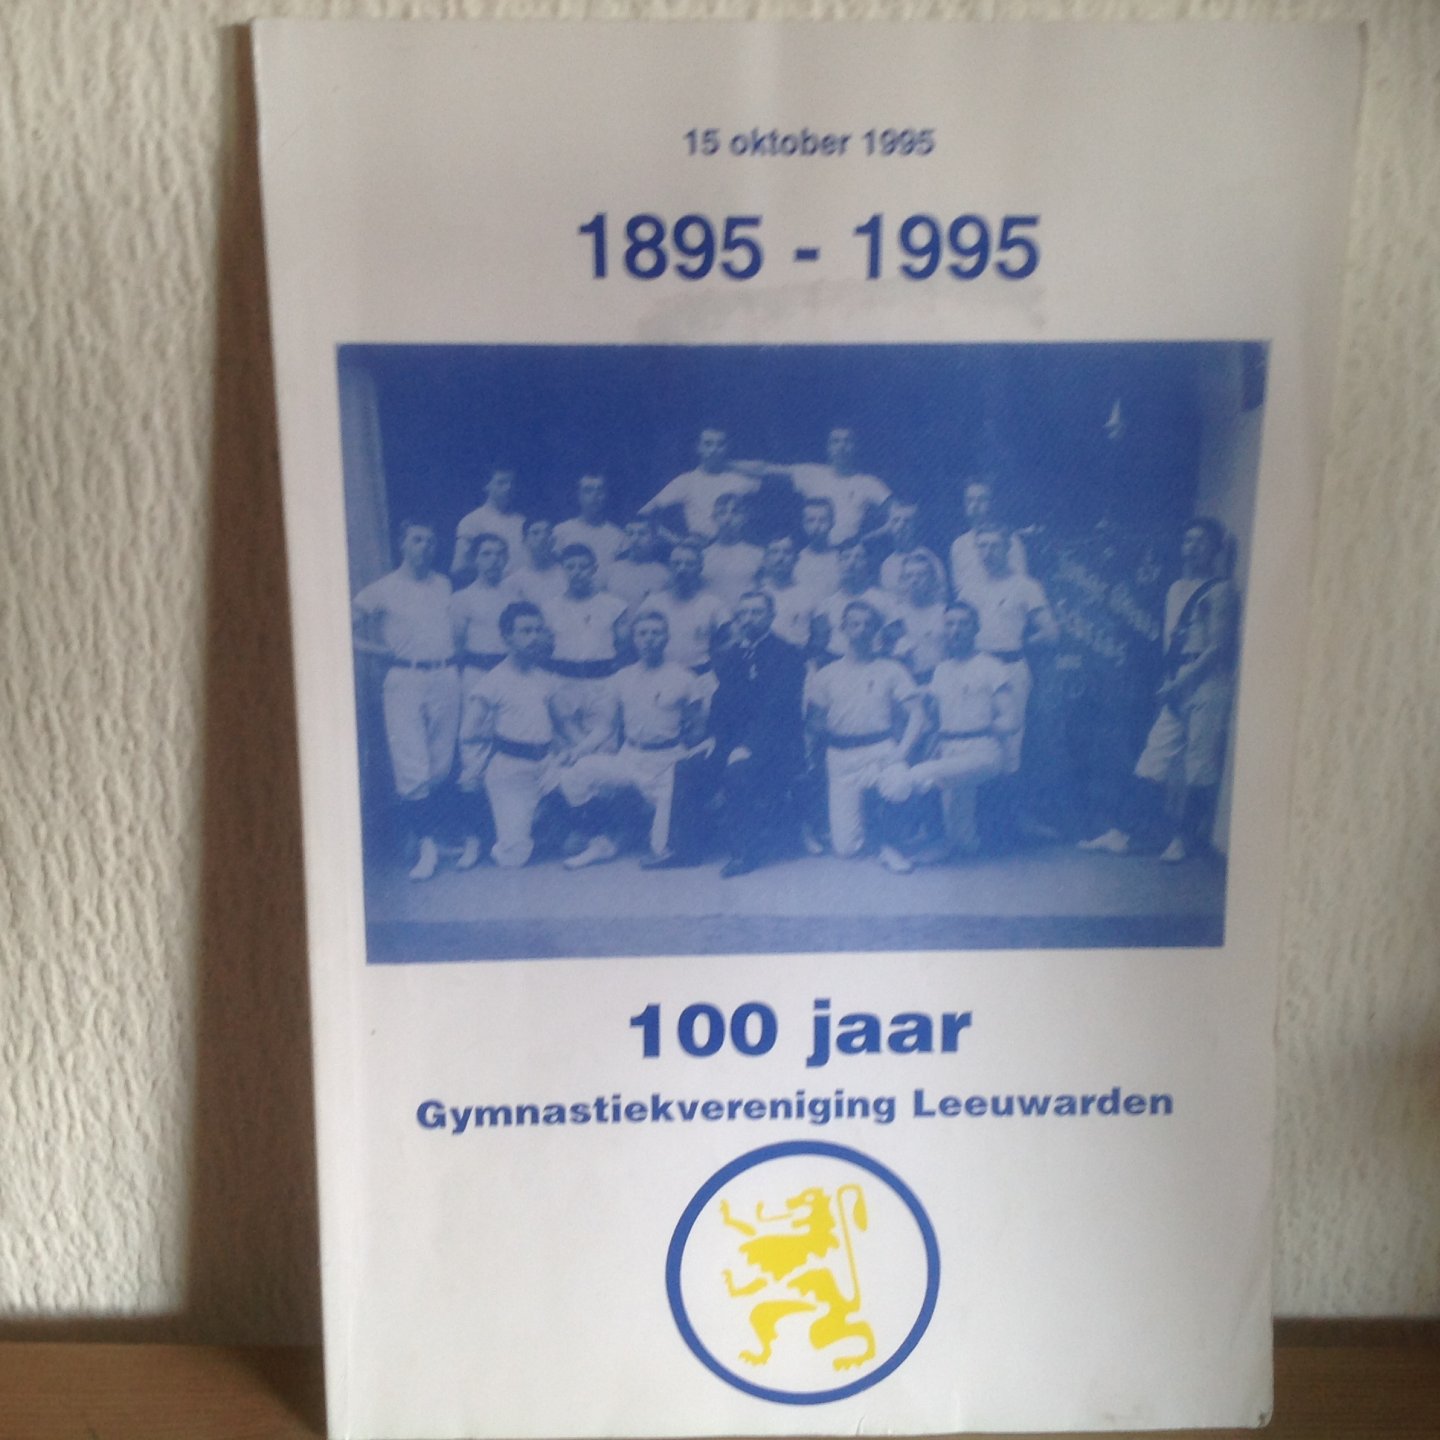 15 oktober 1995
1895 - 1995
100 jaar
Gymnastiekvereniging Leeuwarden